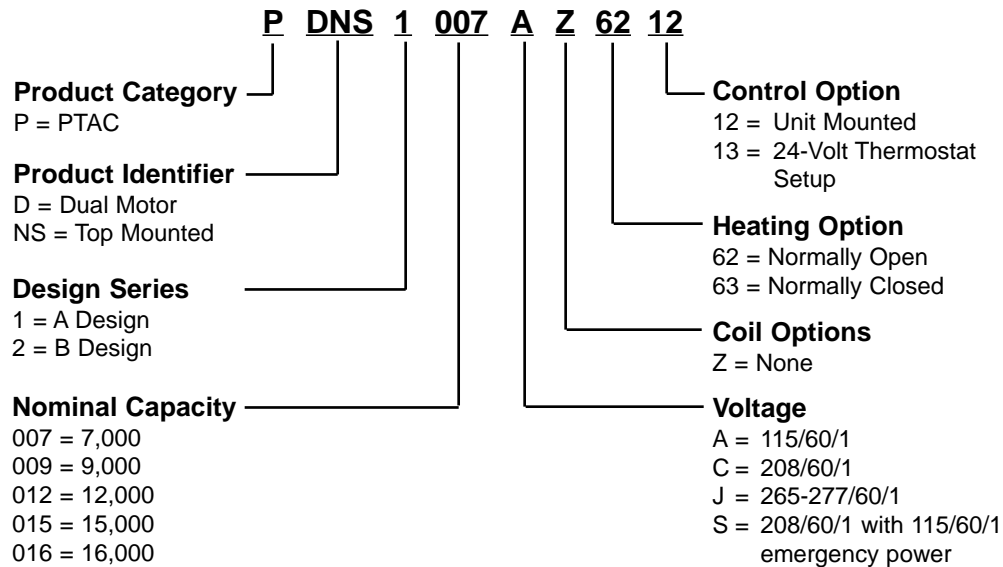 P DNS 1 007 A Z 62 12
Product Category
P = PTAC
Product Identifier
D = Dual Motor
NS = Top Mounted
Design Series
1 = A Design
2 = B Design
Nominal Capacity
007 = 7,000
009 = 9,000
012 = 12,000
015 = 15,000
016 = 16,000
Control Option
12 = Unit Mounted
13 = 24-Volt Thermostat
Setup
Heating Option
62 = Normally Open
63 = Normally Closed
Coil Options
Z = None
Voltage
A = 115/60/1
C = 208/60/1
J = 265-277/60/1
S = 208/60/1 with 115/60/1
emergency power